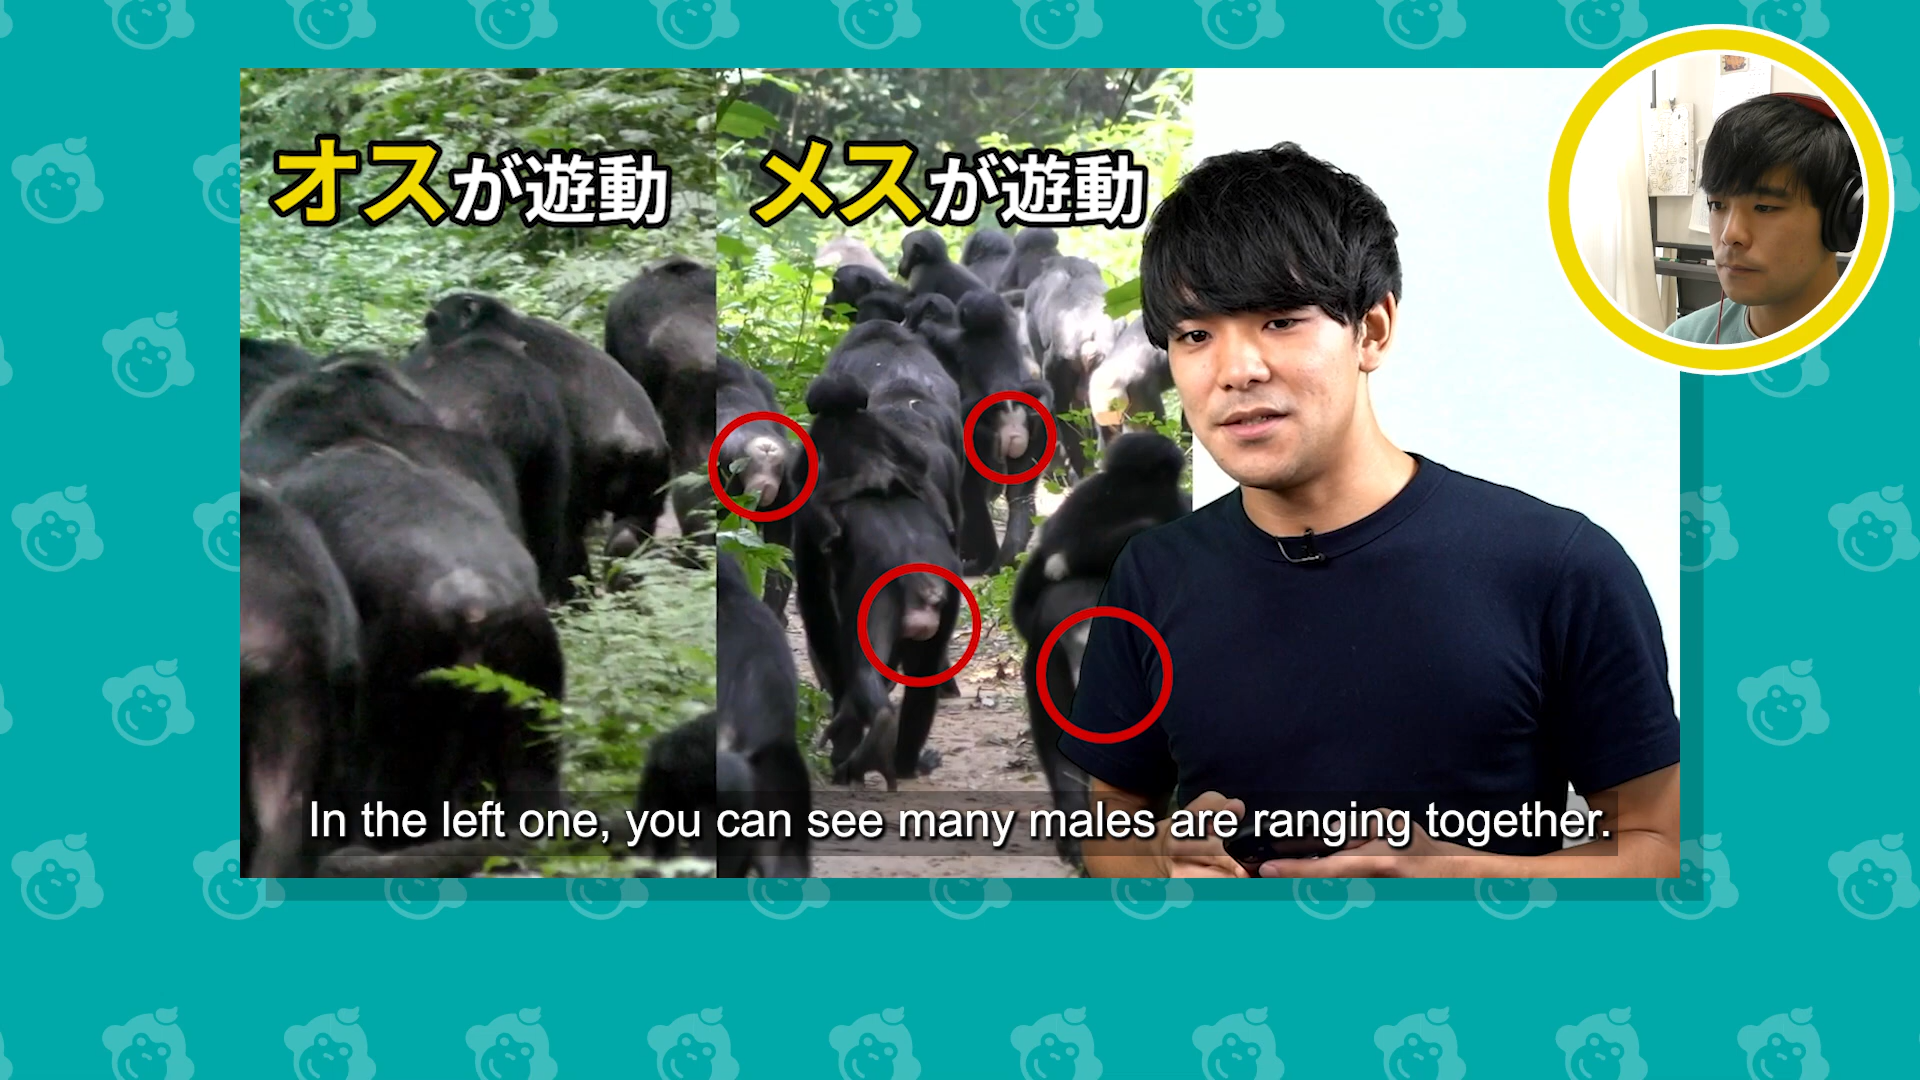 オスが遊動
メスが遊動
In the left one, you can see many males are ranging together.